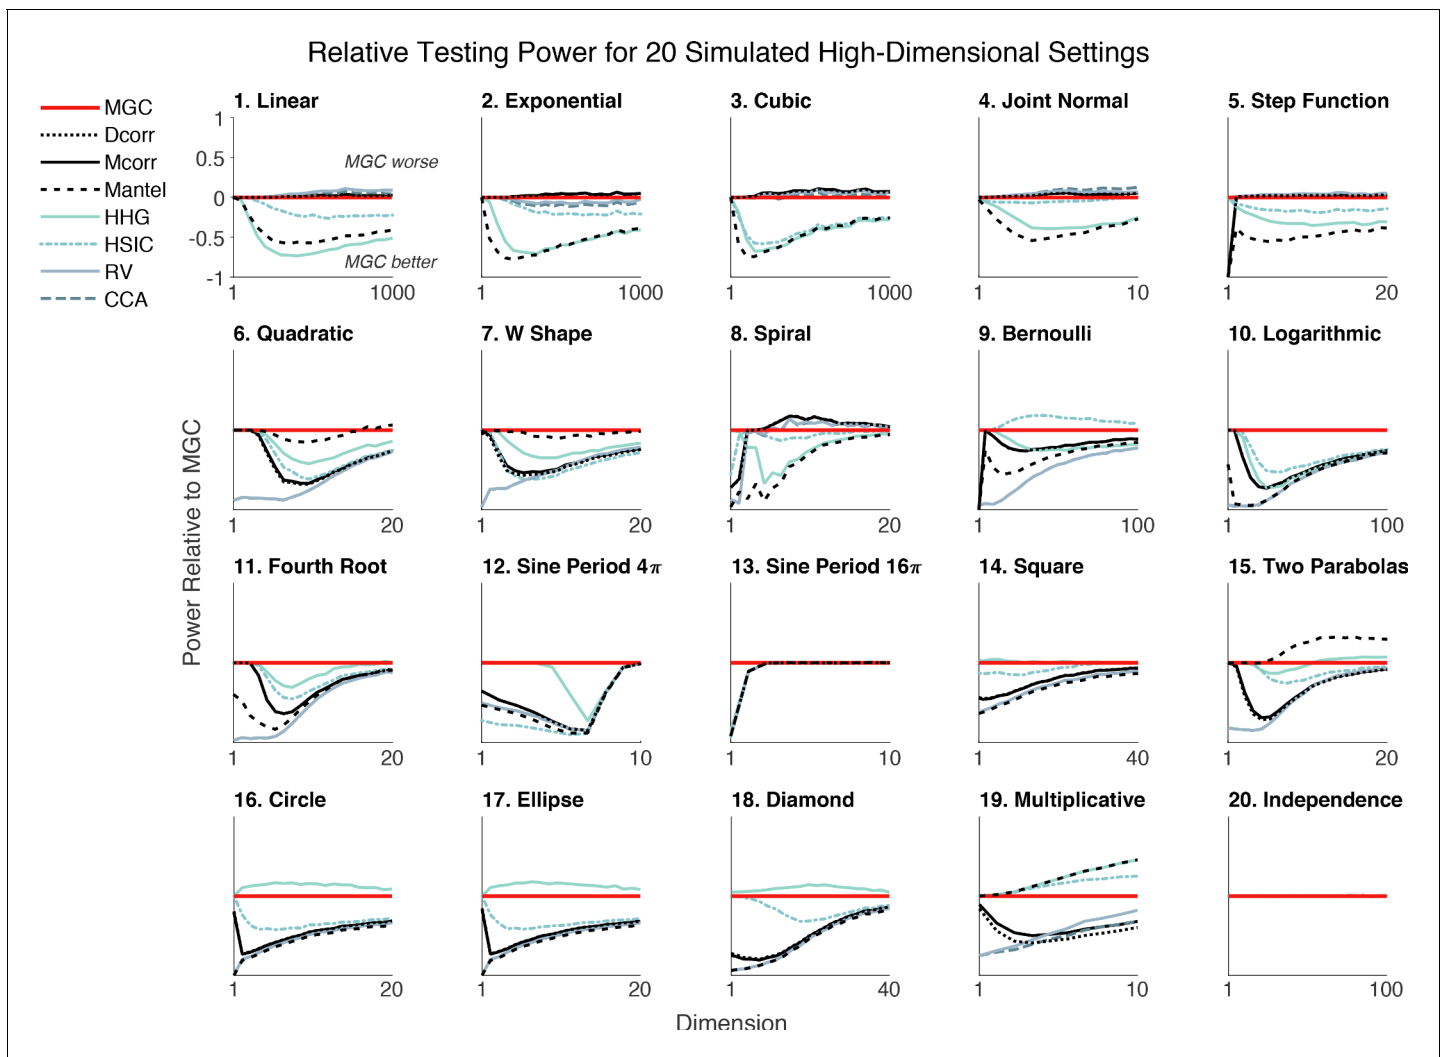 Relative Testing Power for 20 Simulated High-Dimensional Settings
MGC
Dcorr
Mcorr
Mantel
HHG
HSIC
RV
CCA
1. Linear
2. Exponential
3. Cubic
4. Joint Normal
5. Step Function
1
0.5
0
-0.5
-1
MGC worse
MGC better
1 1000
1 1000
1 1000
1 10
1 20
6. Quadratic
7. W Shape
8. Spiral
9. Bernoulli
10. Logarithmic
1 20
1 20
1 20
1 100
1 100
Power Relative to MGC
11. Fourth Root
12. Sine Period 4π
13. Sine Period 16π
14. Square
15. Two Parabolas
1 20
1 10
1 10
1 40
1 20
16. Circle
17. Ellipse
18. Diamond
19. Multiplicative
20. Independence
1 20
1 20
1 40
1 10
1 100
Dimension